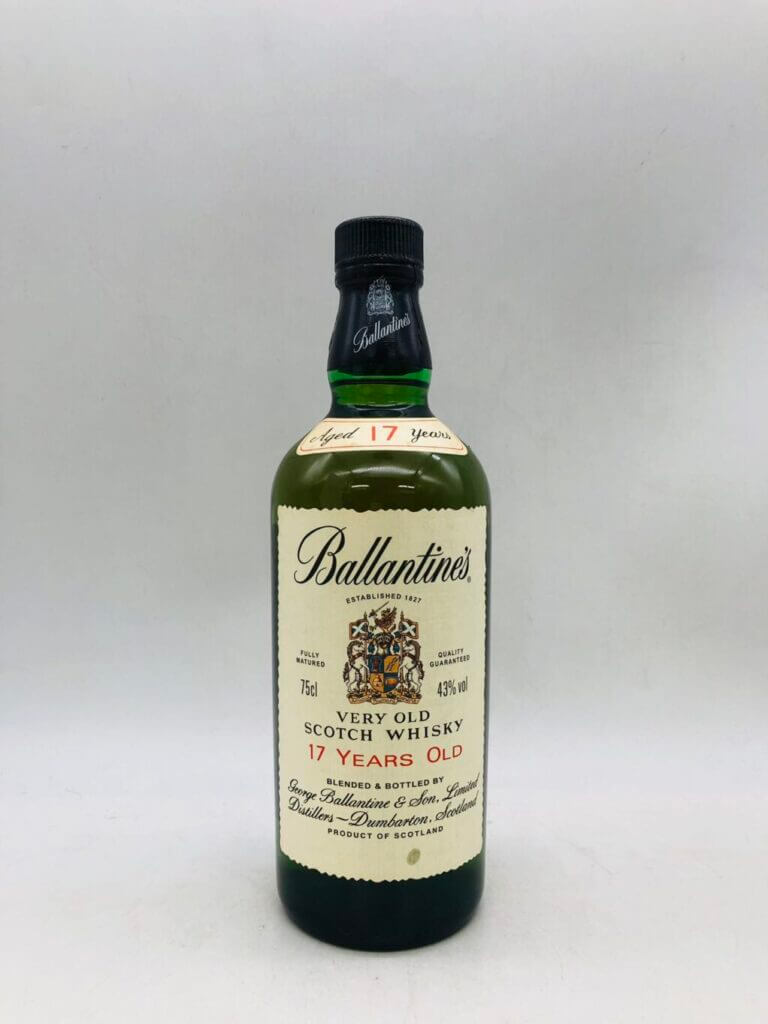 Ballantine's
Aged 17 Years
Ballantine's®
ESTABLISHED 1827
FULLY MATURED
QUALITY GUARANTEED
75cl
43% vol
VERY OLD
SCOTCH WHISKY
17 YEARS OLD
BLENDED & BOTTLED BY
George Ballantine & Son, Limited
Distillers—Dumbarton, Scotland
PRODUCT OF SCOTLAND